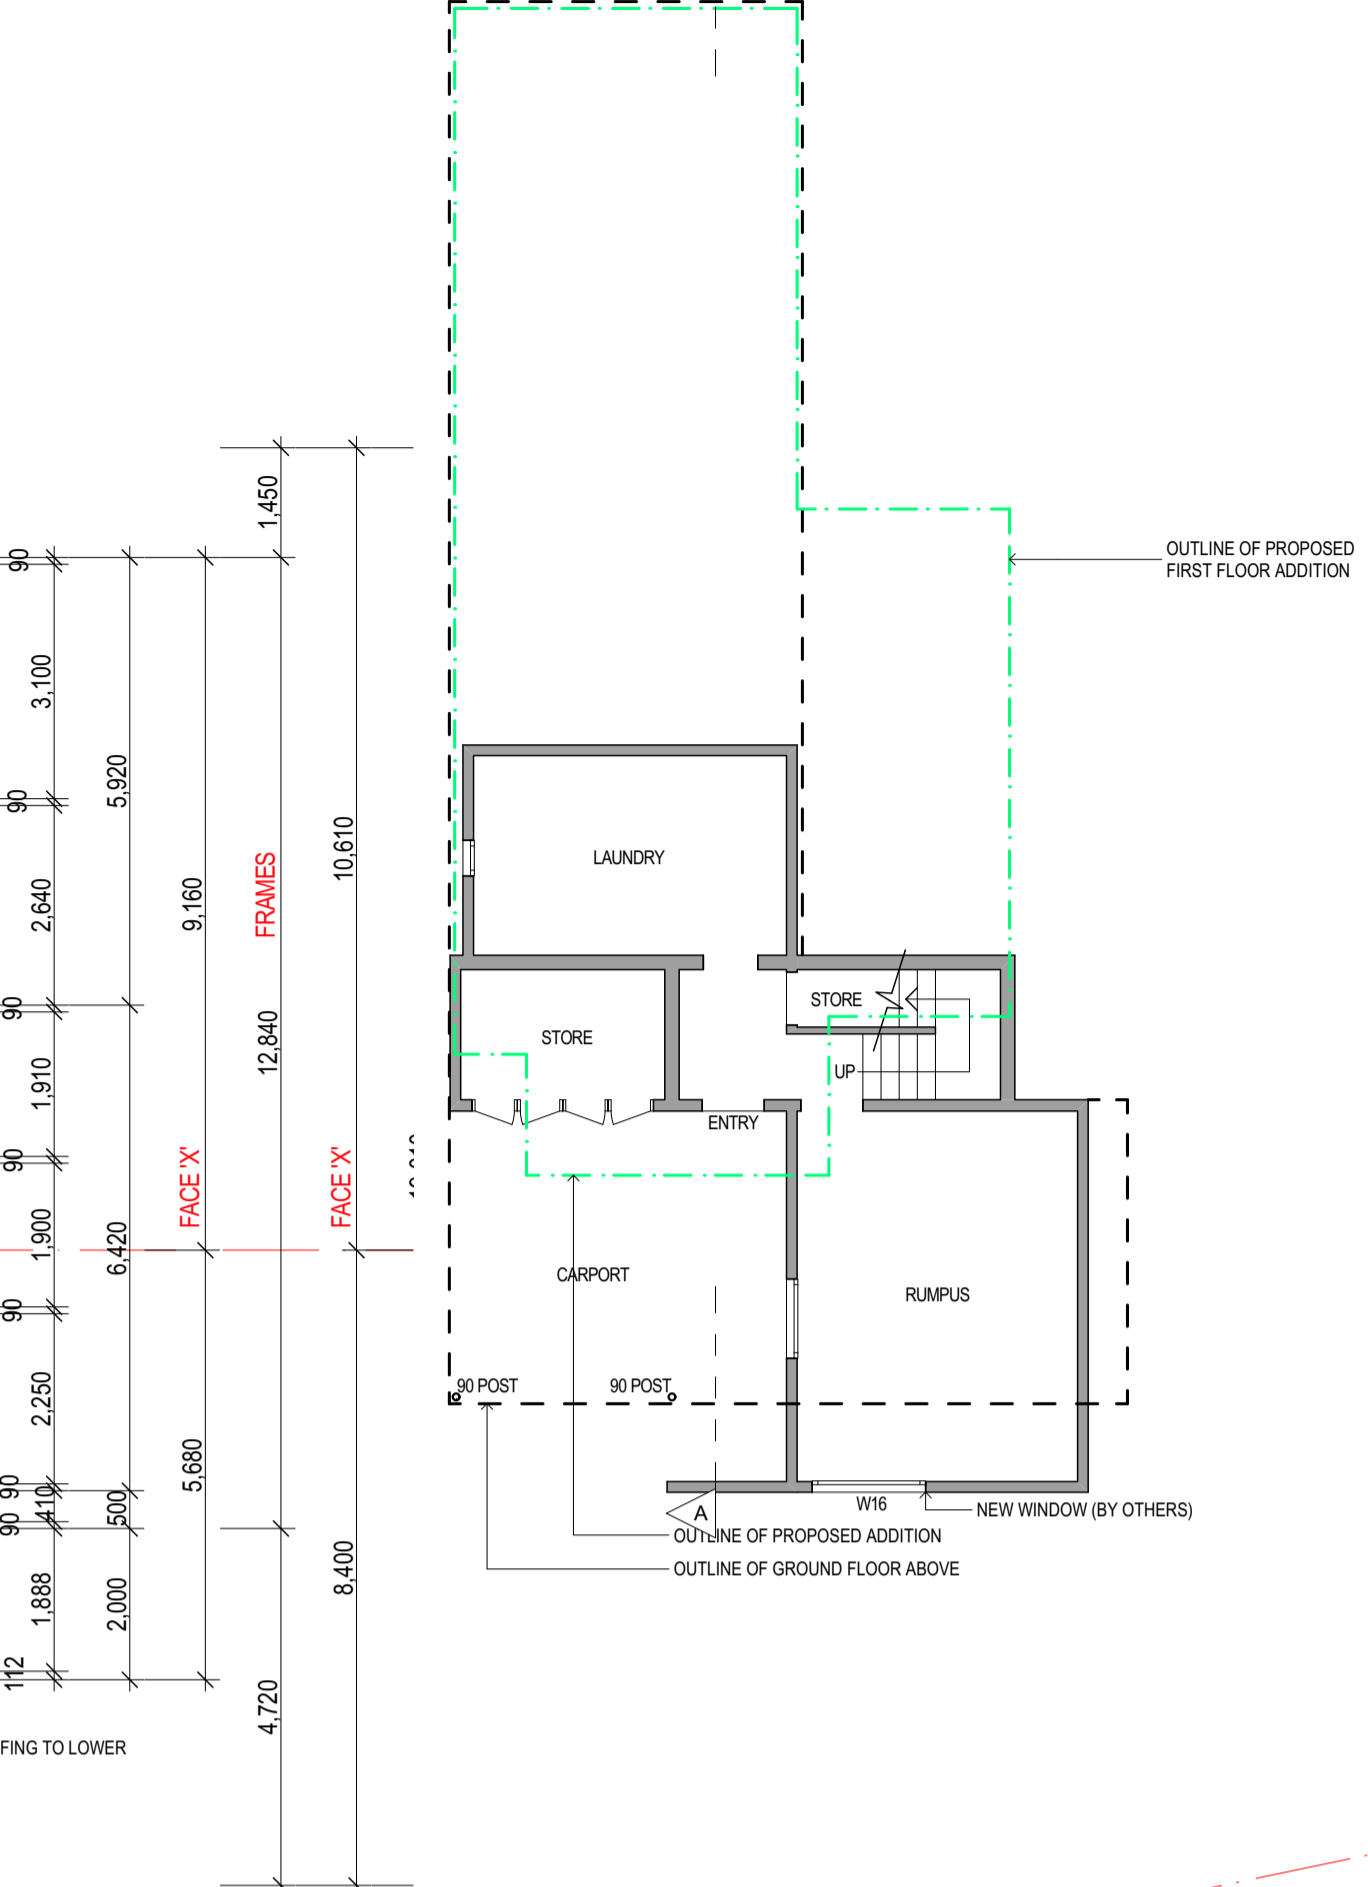 1,450
90
3,100
90
5,920
2,640
9,160
FRAMES
10,610
90
12,840
1,910
90
FACE 'X'
FACE 'X'
1,900
6,420
90
2,250
5,680
90
410
500
90
8,400
1,888
2,000
112
4,720
FING TO LOWER
OUTLINE OF PROPOSED
FIRST FLOOR ADDITION
LAUNDRY
STORE
STORE
UP
ENTRY
CARPORT
RUMPUS
90 POST
90 POST
W16
NEW WINDOW (BY OTHERS)
A
OUTLINE OF PROPOSED ADDITION
OUTLINE OF GROUND FLOOR ABOVE